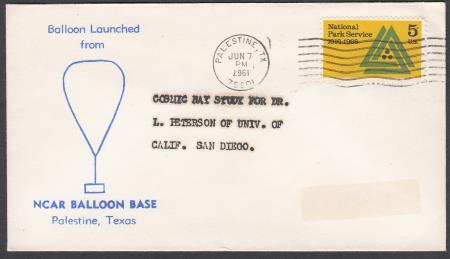 Balloon Launched
from
NCAR BALLOON BASE
Palestine, Texas
PALESTINE, TX
JUN 7
PM
1961
75801
National
Park Service
1916-1966
5
U.S.
COSMIC RAY STUDY FOR DR.
L. PETERSON OF UNIV. OF
CALIF. SAN DIEGO.